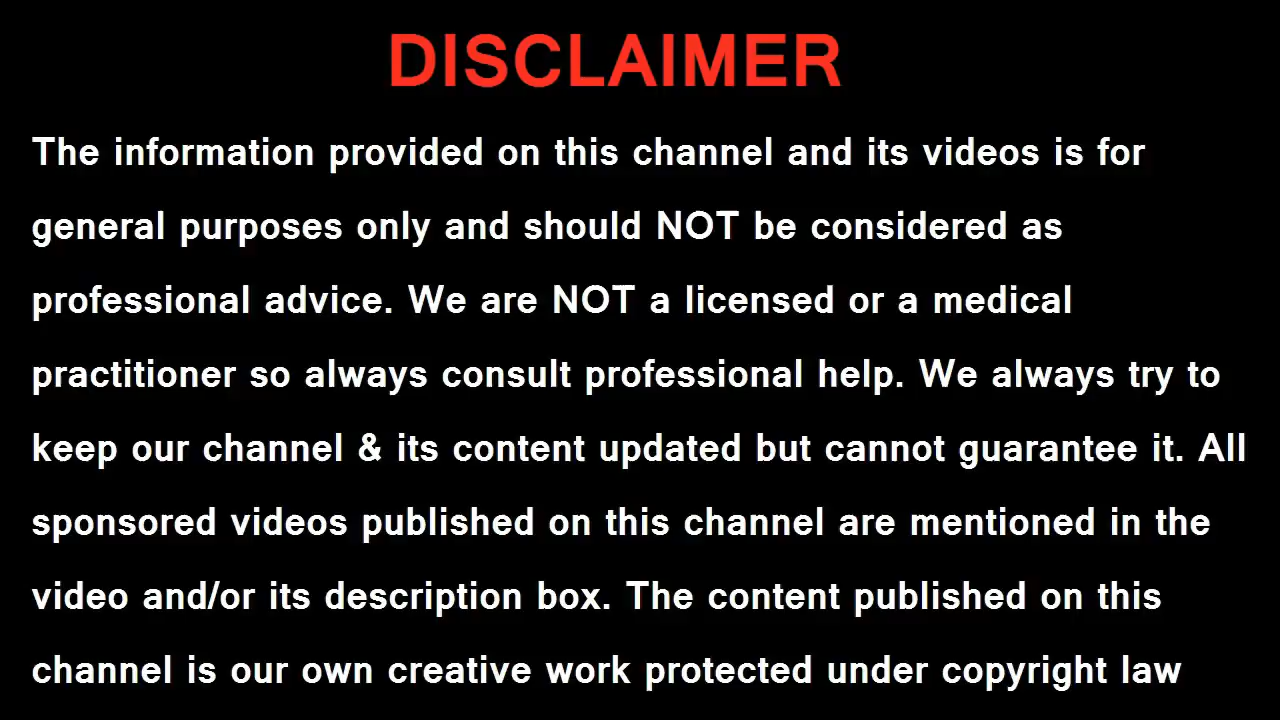 DISCLAIMER
The information provided on this channel and its videos is for
general purposes only and should NOT be considered as
professional advice. We are NOT a licensed or a medical
practitioner so always consult professional help. We always try to
keep our channel & its content updated but cannot guarantee it. All
sponsored videos published on this channel are mentioned in the
video and/or its description box. The content published on this
channel is our own creative work protected under copyright law